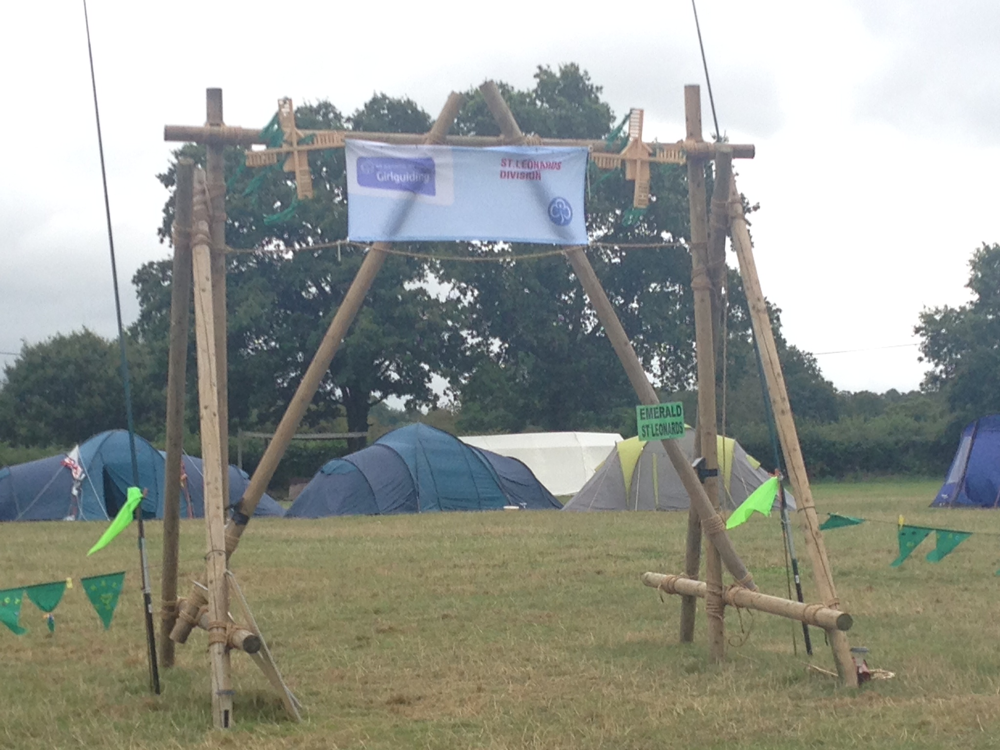 Girlguiding
ST. LEONARDS
DIVISION
EMERALD
ST LEONARDS